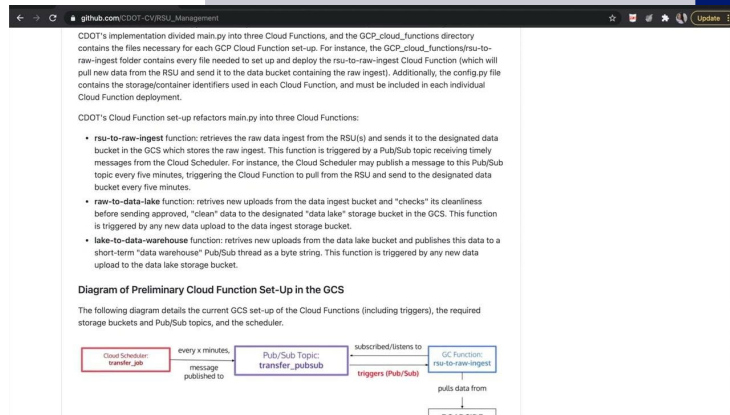 github.com/CDOT-CV/RSU_Management
Update
CDOT's implementation divided main.py into three Cloud Functions, and the GCP_cloud_functions directory
contains the files necessary for each GCP Cloud Function set-up. For instance, the GCP_cloud_functions/rsu-to-
raw-ingest folder contains every file needed to set up and deploy the rsu-to-raw-ingest Cloud Function (which will
pull new data from the RSU and send it to the data bucket containing the raw ingest). Additionally, the config.py file
contains the storage/container identifiers used in each Cloud Function, and must be included in each individual
Cloud Function deployment.
CDOT's Cloud Function set-up refactors main.py into three Cloud Functions:
• rsu-to-raw-ingest function: retrieves the raw data ingest from the RSU(s) and sends it to the designated data
bucket in the GCS which stores the raw ingest. This function is triggered by a Pub/Sub topic receiving timely
messages from the Cloud Scheduler. For instance, the Cloud Scheduler may publish a message to this Pub/Sub
topic every five minutes, triggering the Cloud Function to pull from the RSU and send to the designated data
bucket every five minutes.
• raw-to-data-lake function: retrives new uploads from the data ingest bucket and "checks" its cleanliness
before sending approved, "clean" data to the designated "data lake" storage bucket in the GCS. This function
is triggered by any new data upload to the data ingest storage bucket.
• lake-to-data-warehouse function: retrives new uploads from the data lake bucket and publishes this data to a
short-term "data warehouse" Pub/Sub thread as a byte string. This function is triggered by any new data
upload to the data lake storage bucket.
Diagram of Preliminary Cloud Function Set-Up in the GCS
The following diagram details the current GCS set-up of the Cloud Functions (including triggers), the required
storage buckets and Pub/Sub topics, and the scheduler.
Cloud Scheduler:
transfer_job
every x minutes,
message
published to
Pub/Sub Topic:
transfer_pubsub
subscribed/listens to
triggers (Pub/Sub)
GC Function:
rsu-to-raw-ingest
pulls data from